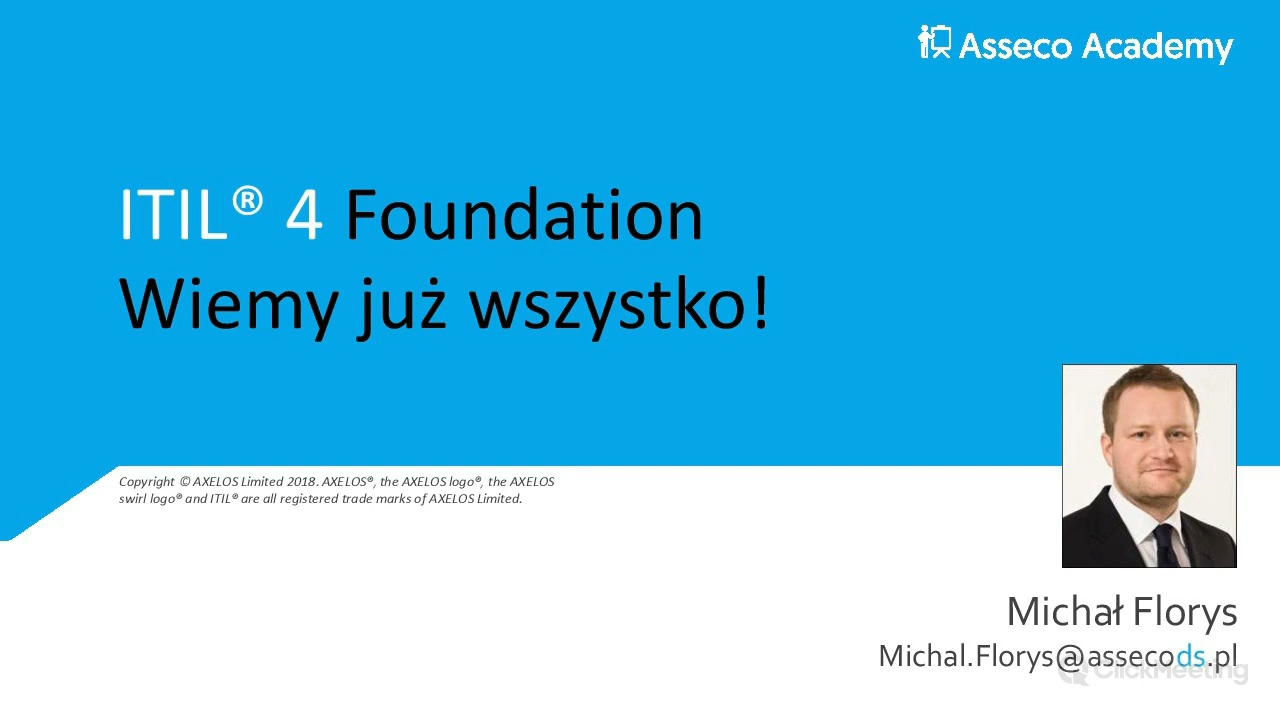 Asseco Academy
ITIL® 4 Foundation
Wiemy już wszystko!
Copyright © AXELOS Limited 2018. AXELOS®, the AXELOS logo®, the AXELOS
swirl logo® and ITIL® are all registered trade marks of AXELOS Limited.
Michał Florys
Michal.Florys@assecods.pl
ClickMeeting